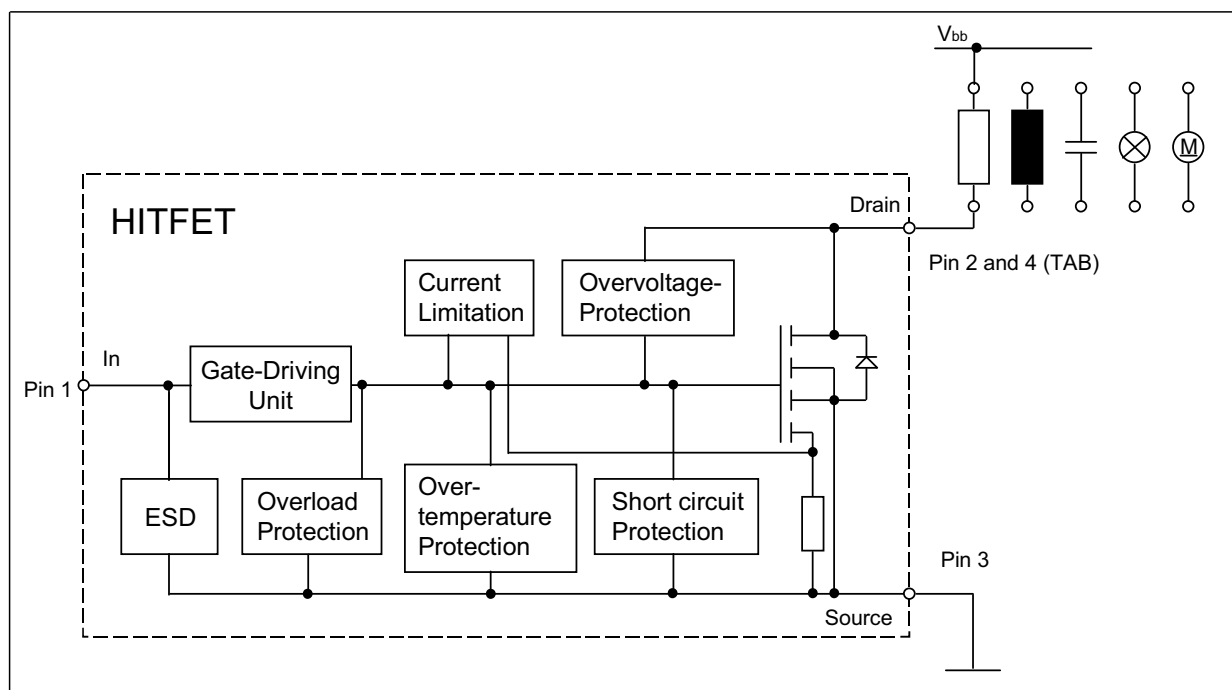 Vbb
M
HITFET
Drain
Pin 2 and 4 (TAB)
Current
Limitation
Overvoltage-
Protection
In
Pin 1
Gate-Driving
Unit
ESD
Overload
Protection
Over-
temperature
Protection
Short circuit
Protection
Pin 3
Source